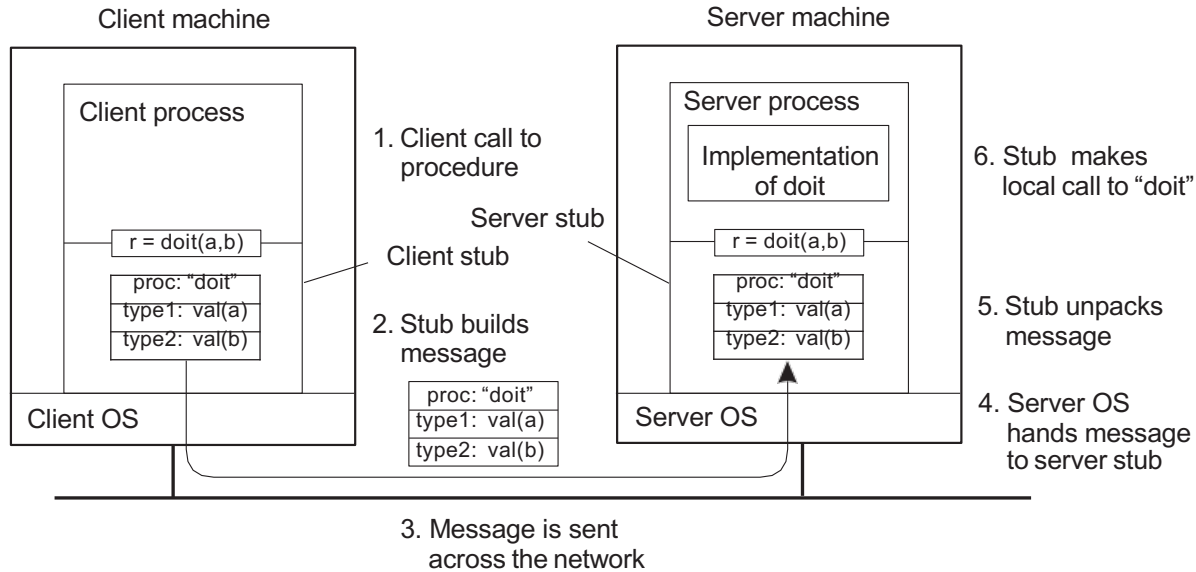 Client machine
Server machine
Client process
1. Client call to
procedure
Server process
Implementation
of doit
6. Stub makes
local call to “doit”
Server stub
r = doit(a,b)
Client stub
r = doit(a,b)
proc: “doit”
type1: val(a)
type2: val(b)
2. Stub builds
message
proc: “doit”
type1: val(a)
type2: val(b)
proc: “doit”
type1: val(a)
type2: val(b)
5. Stub unpacks
message
Client OS
Server OS
4. Server OS
hands message
to server stub
3. Message is sent
across the network